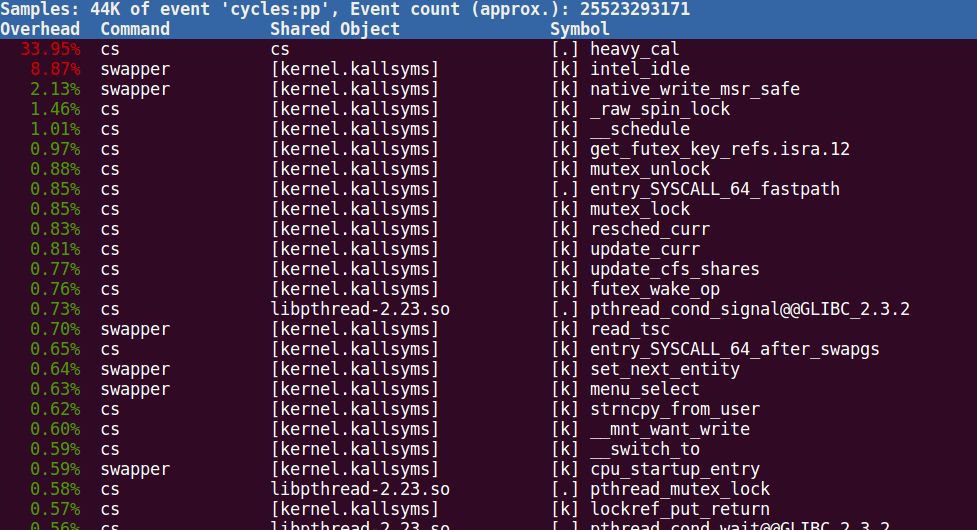 Samples: 44K of event 'cycles:pp', Event count (approx.): 25523293171
Overhead  Command          Shared Object               Symbol
  33.95%  cs               cs                          [.] heavy_cal
   8.87%  swapper          [kernel.kallsyms]           [k] intel_idle
   2.13%  swapper          [kernel.kallsyms]           [k] native_write_msr_safe
   1.46%  cs               [kernel.kallsyms]           [k] _raw_spin_lock
   1.01%  cs               [kernel.kallsyms]           [k] __schedule
   0.97%  cs               [kernel.kallsyms]           [k] get_futex_key_refs.isra.12
   0.88%  cs               [kernel.kallsyms]           [k] mutex_unlock
   0.85%  cs               [kernel.kallsyms]           [.] entry_SYSCALL_64_fastpath
   0.85%  cs               [kernel.kallsyms]           [k] mutex_lock
   0.83%  cs               [kernel.kallsyms]           [k] resched_curr
   0.81%  cs               [kernel.kallsyms]           [k] update_curr
   0.77%  cs               [kernel.kallsyms]           [k] update_cfs_shares
   0.76%  cs               [kernel.kallsyms]           [k] futex_wake_op
   0.73%  cs               libpthread-2.23.so          [.] pthread_cond_signal@@GLIBC_2.3.2
   0.70%  swapper          [kernel.kallsyms]           [k] read_tsc
   0.65%  cs               [kernel.kallsyms]           [k] entry_SYSCALL_64_after_swapgs
   0.64%  swapper          [kernel.kallsyms]           [k] set_next_entity
   0.63%  swapper          [kernel.kallsyms]           [k] menu_select
   0.62%  cs               [kernel.kallsyms]           [k] strncpy_from_user
   0.60%  cs               [kernel.kallsyms]           [k] __mnt_want_write
   0.59%  cs               [kernel.kallsyms]           [k] __switch_to
   0.59%  swapper          [kernel.kallsyms]           [k] cpu_startup_entry
   0.58%  cs               libpthread-2.23.so          [.] pthread_mutex_lock
   0.57%  cs               [kernel.kallsyms]           [k] lockref_put_return
   0.56%  cs               libpthread-2.23.so          [.] pthread_cond_wait@@GLIBC_2.3.2